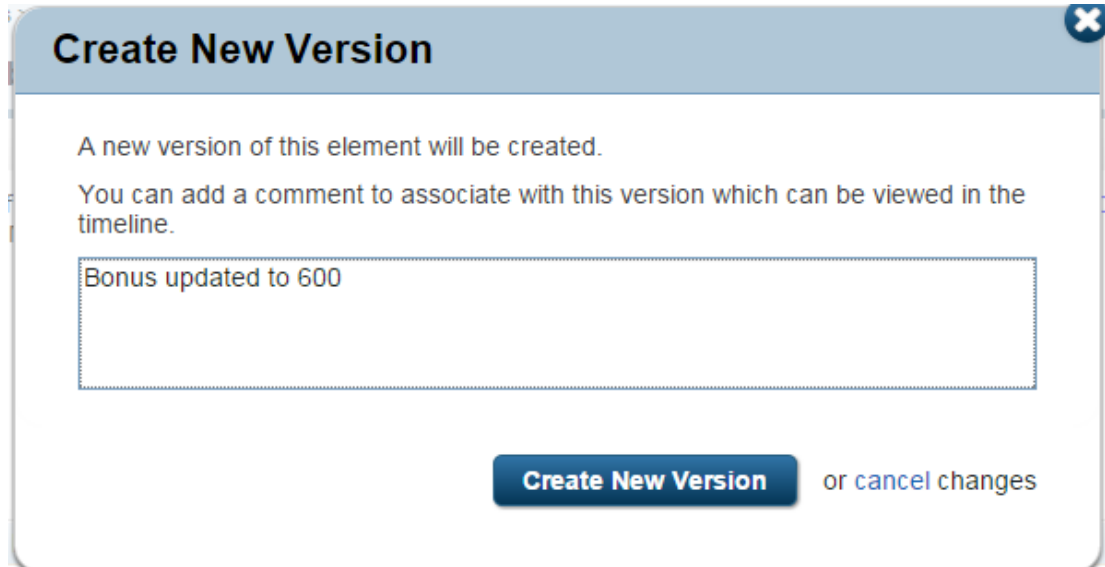 Create New Version
A new version of this element will be created.
You can add a comment to associate with this version which can be viewed in the
timeline.
Bonus updated to 600
Create New Version or cancel changes